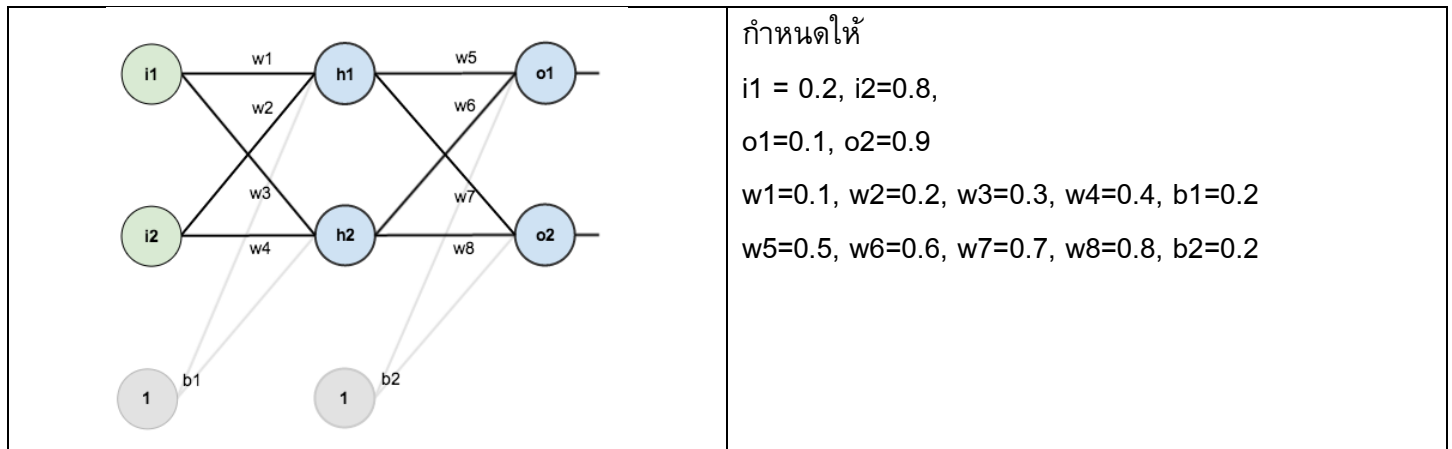 i1
w1
h1
w5
o1
w2
w6
w3
w7
i2
w4
h2
w8
o2
b1
1
b2
1
กำหนดให้
i1 = 0.2, i2=0.8,
o1=0.1, o2=0.9
w1=0.1, w2=0.2, w3=0.3, w4=0.4, b1=0.2
w5=0.5, w6=0.6, w7=0.7, w8=0.8, b2=0.2